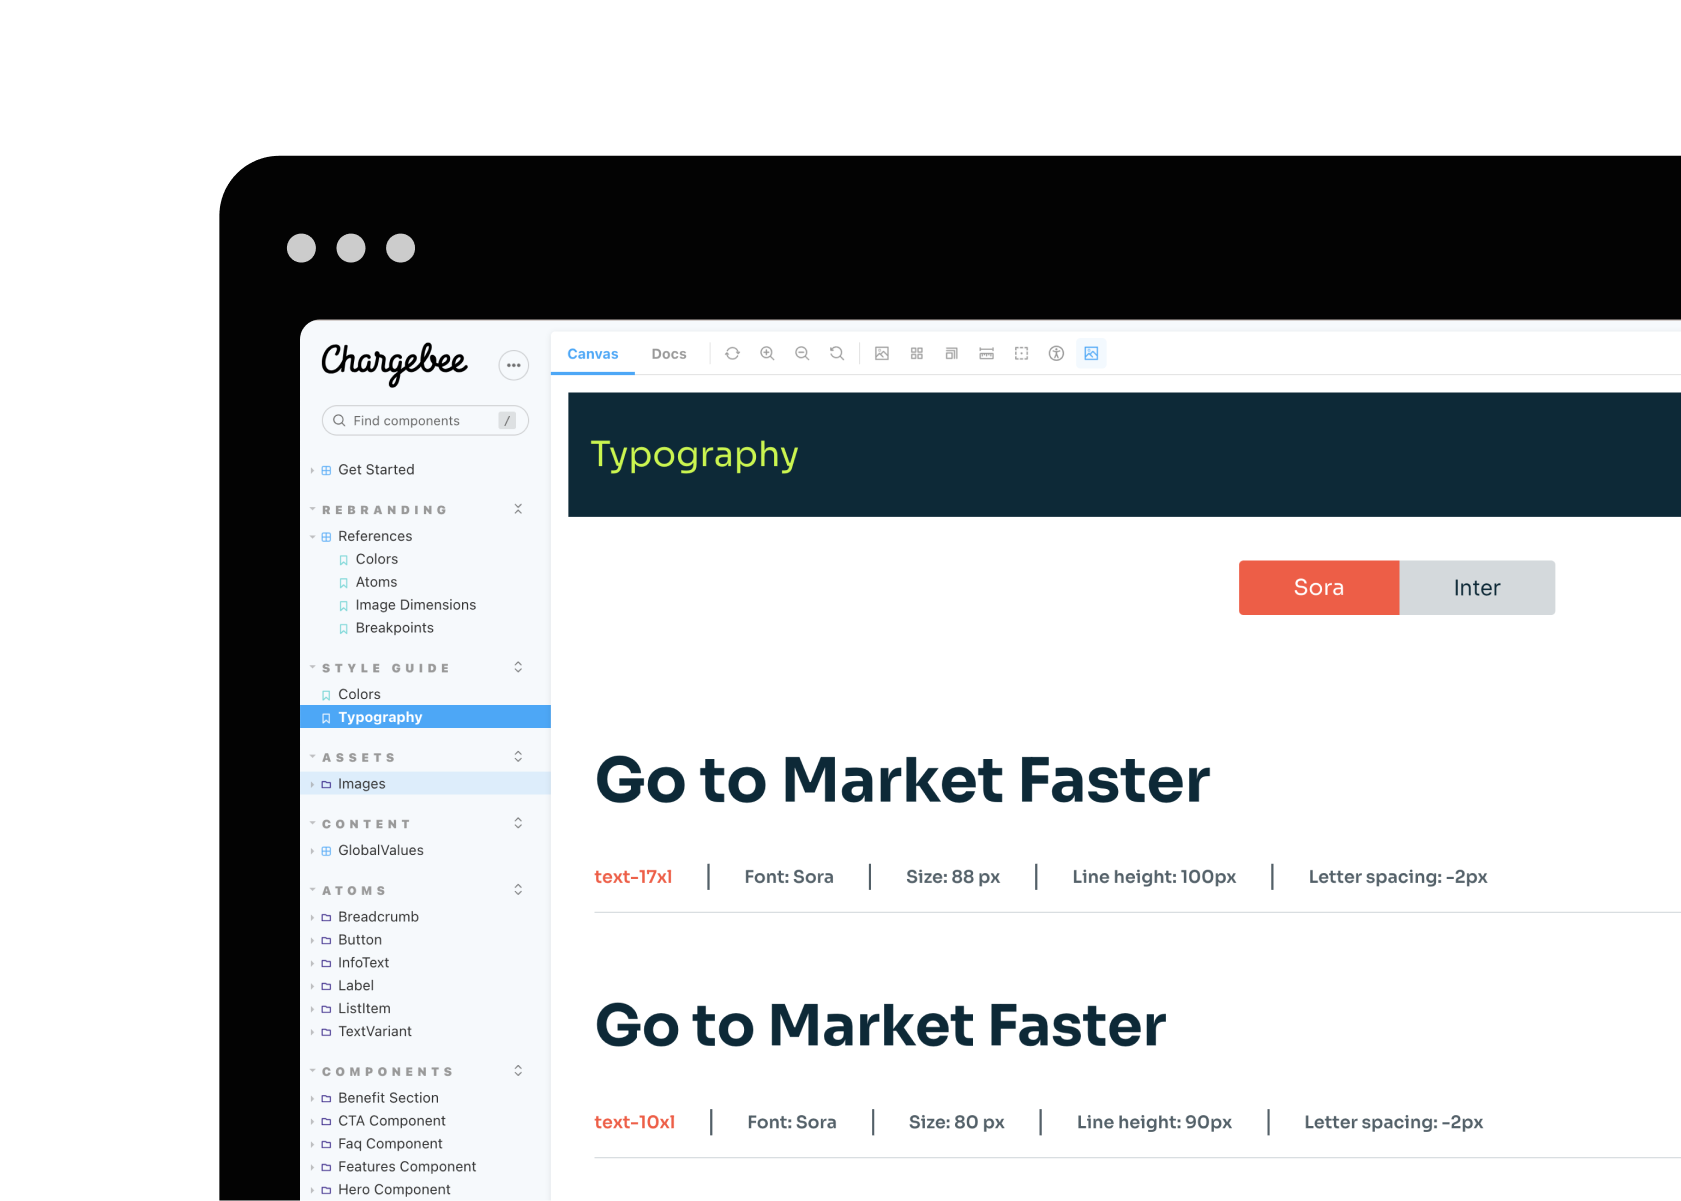 Chargebee
Find components /
Get Started
REBRANDING
References
Colors
Atoms
Image Dimensions
Breakpoints
STYLE GUIDE
Colors
Typography
ASSETS
Images
CONTENT
GlobalValues
ATOMS
Breadcrumb
Button
InfoText
Label
ListItem
TextVariant
COMPONENTS
Benefit Section
CTA Component
Faq Component
Features Component
Hero Component
Canvas Docs
Typography
Sora Inter
Go to Market Faster
text-17xl | Font: Sora | Size: 88 px | Line height: 100px | Letter spacing: -2px
Go to Market Faster
text-10xl | Font: Sora | Size: 80 px | Line height: 90px | Letter spacing: -2px